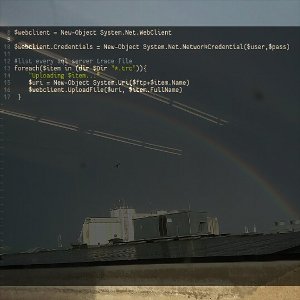 $webclient = New-Object System.Net.WebClient
$webclient.Credentials = New-Object System.Net.NetworkCredential($user,$pass)
#list every sql server trace file
foreach($item in (dir $Dir "*.trc")){
"Uploading $item..."
$uri = New-Object System.Uri($ftp+$item.Name)
$webclient.UploadFile($uri, $item.FullName)
}